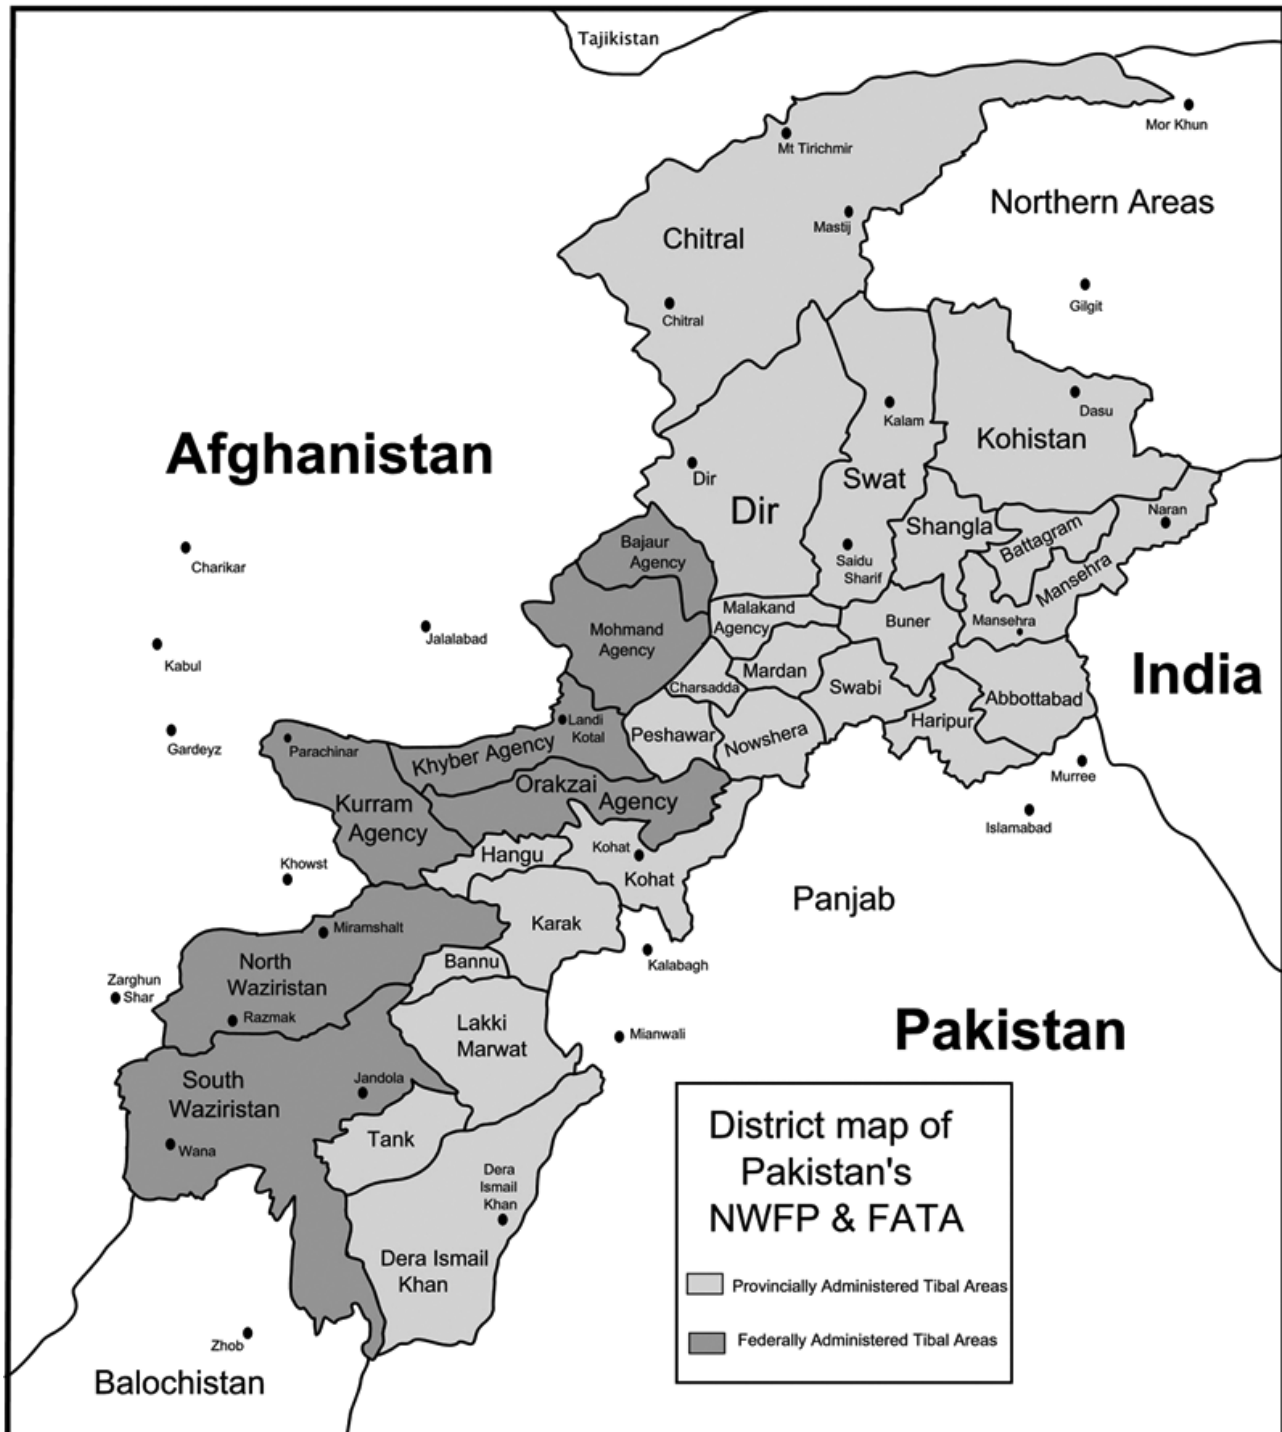 Tajikistan
Mor Khun
Mt Tirichmir
Northern Areas
Mastij
Chitral
Gilgit
Chitral
Dasu
Kalam
Kohistan
Afghanistan
Dir
Swat
Dir
Naran
Shangla
Battagram
Bajaur
Agency
Charikar
Saidu
Sharif
Mansehra
Malakand
Agency
Buner
Mansehra
Mohmand
Agency
Jalalabad
Kabul
India
Mardan
Charsadda
Swabi
Abbottabad
Landi
Kotal
Haripur
Peshawar
Nowshera
Gardeyz
Parachinar
Khyber Agency
Murree
Orakzai
Agency
Kurram
Agency
Islamabad
Kohat
Hangu
Khowst
Kohat
Panjab
Karak
Miramshalt
North
Waziristan
Bannu
Kalabagh
Zarghun
Shar
Razmak
Lakki
Marwat
Mianwali
Pakistan
South
Waziristan
Jandola
Tank
Wana
Dera
Ismail
Khan
Dera Ismail
Khan
Zhob
Balochistan
District map of
Pakistan's
NWFP & FATA
Provincially Administered Tibal Areas
Federally Administered Tibal Areas